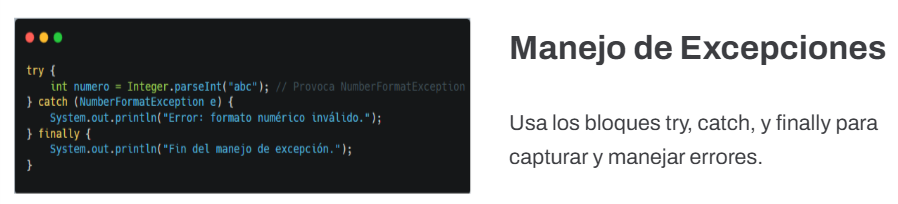 try {
    int numero = Integer.parseInt("abc"); // Provoca NumberFormatException
} catch (NumberFormatException e) {
    System.out.println("Error: formato numérico inválido.");
} finally {
    System.out.println("Fin del manejo de excepción.");
}
Manejo de Excepciones
Usa los bloques try, catch, y finally para
capturar y manejar errores.